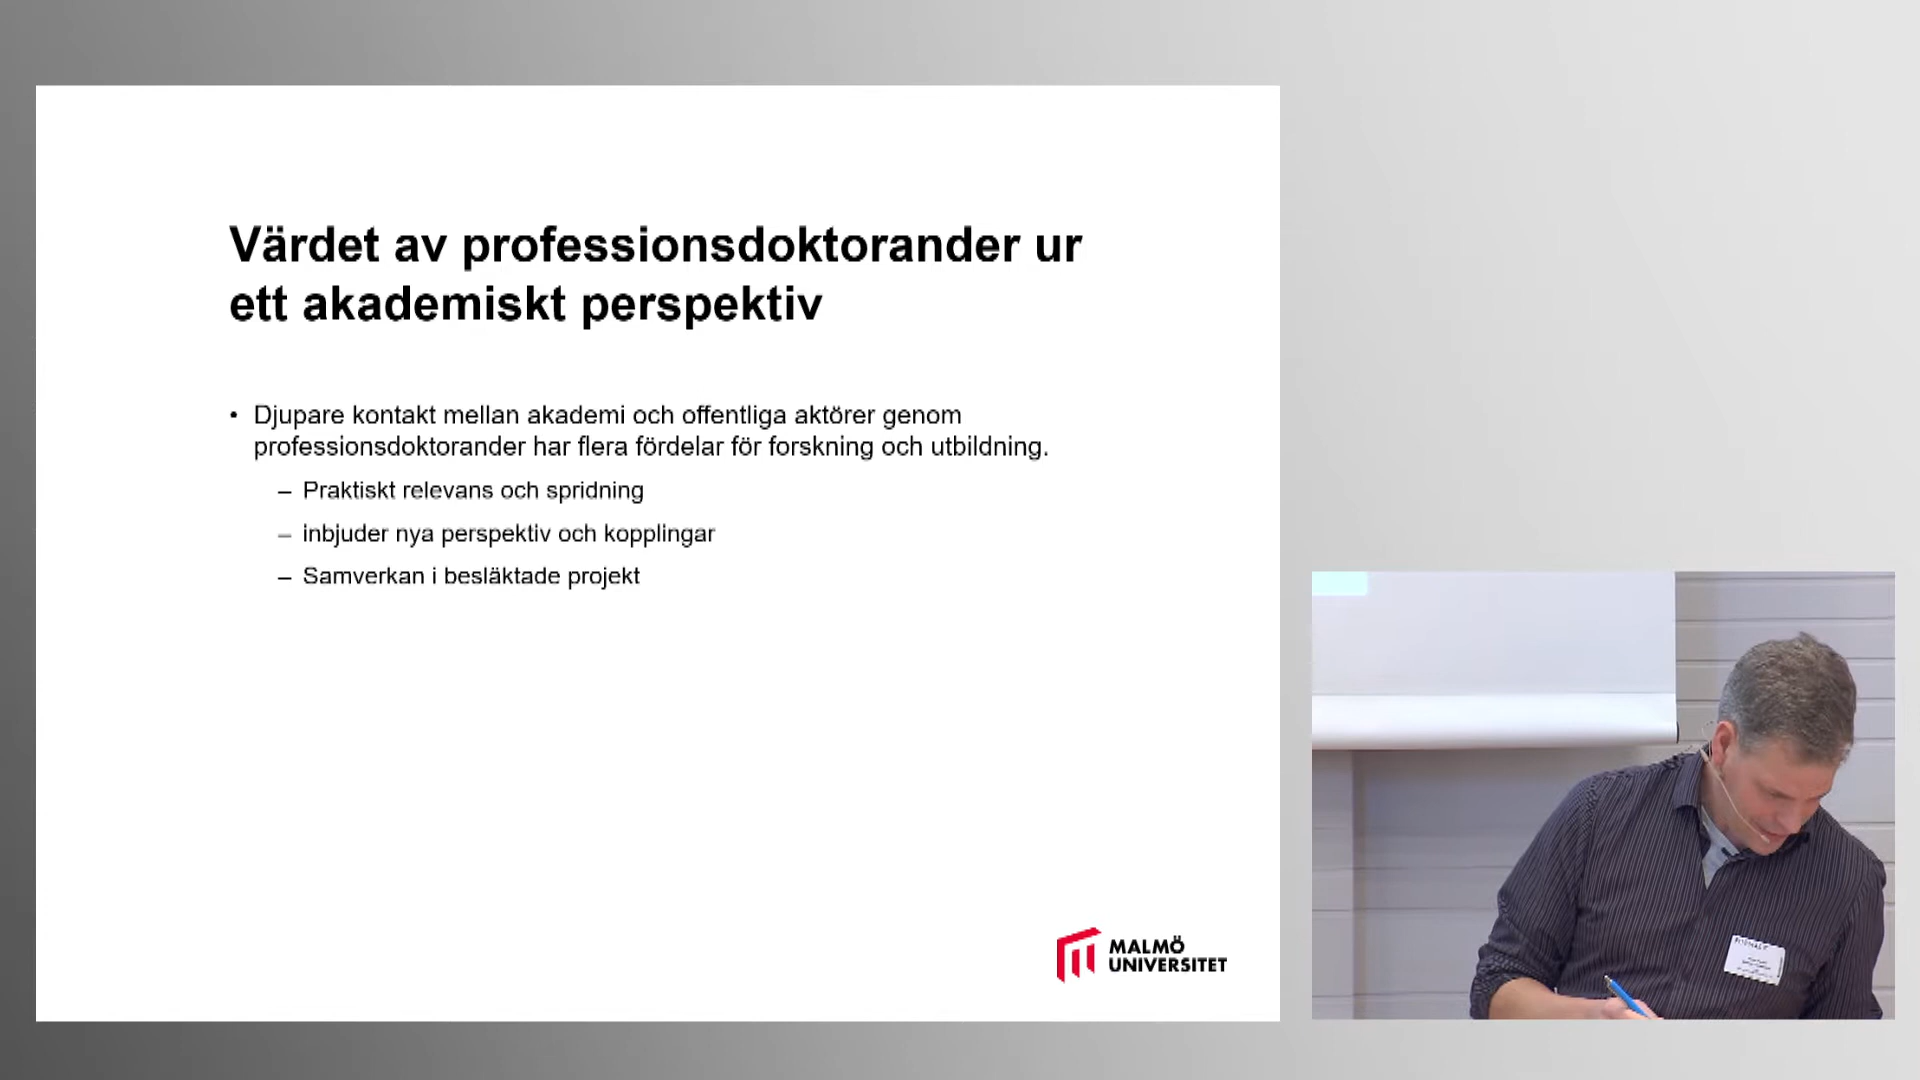 Värdet av professionsdoktorander ur
ett akademiskt perspektiv
• Djupare kontakt mellan akademi och offentliga aktörer genom
professionsdoktorander har flera fördelar för forskning och utbildning.
– Praktiskt relevans och spridning
– inbjuder nya perspektiv och kopplingar
– Samverkan i besläktade projekt
MALMÖ
UNIVERSITET